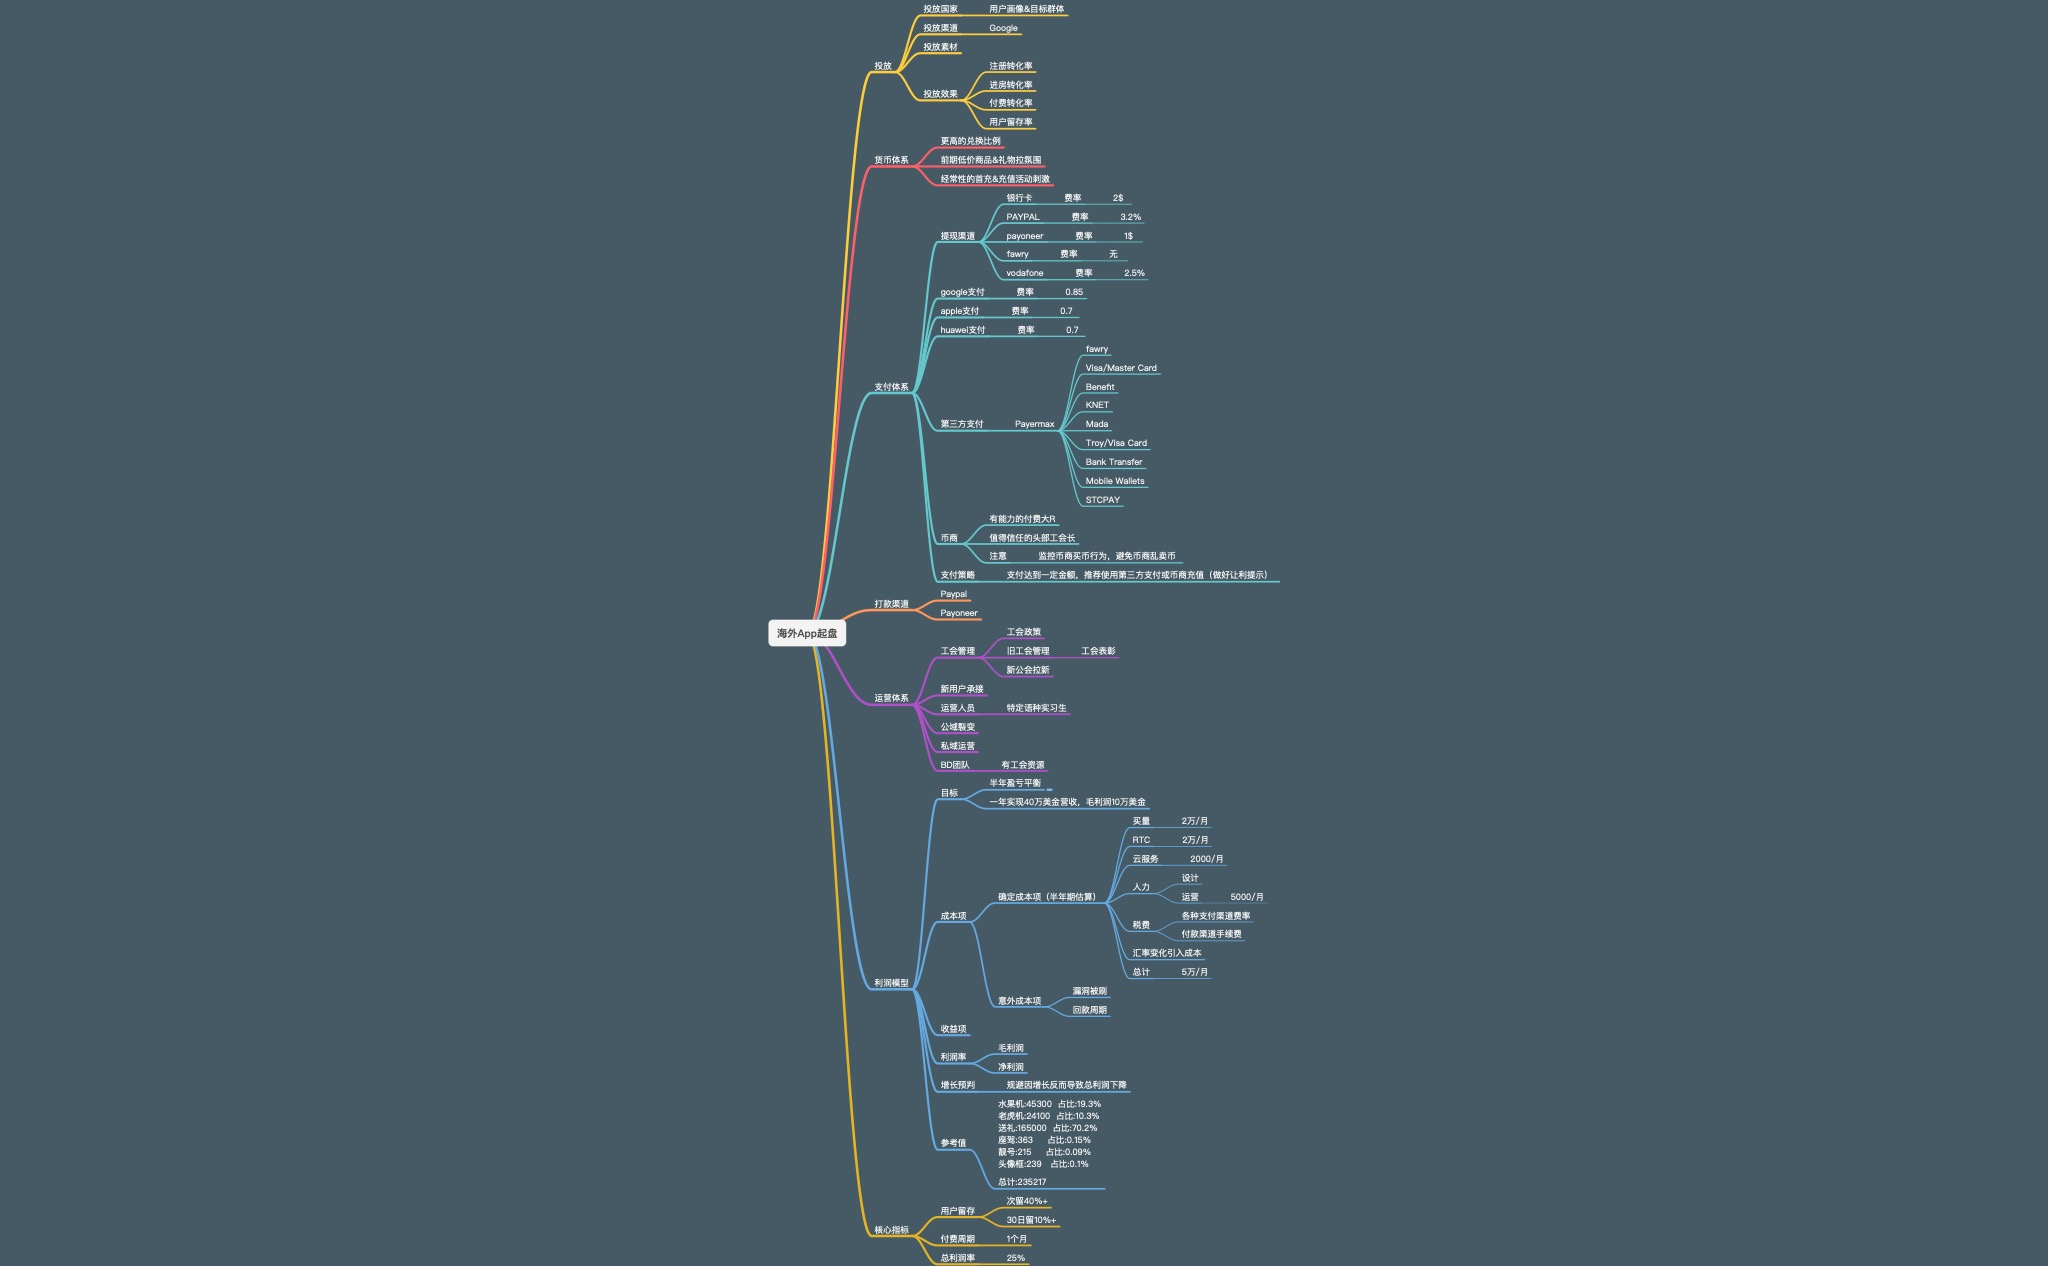 投放国家 用户画像&目标群体
投放渠道 Google
投放素材
投放
注册转化率
进房转化率
投放效果
付费转化率
用户留存率
更高的兑换比例
货币体系 前期低价商品&礼物拉氛围
经常性的首充&充值活动刺激
银行卡 费率 2$
PAYPAL 费率 3.2%
提现渠道 payoneer 费率 1$
fawry 费率 无
vodafone 费率 2.5%
google支付 费率 0.85
apple支付 费率 0.7
huawei支付 费率 0.7
fawry
Visa/Master Card
支付体系 Benefit
KNET
第三方支付 Payermax Mada
Troy/Visa Card
Bank Transfer
Mobile Wallets
STCPAY
有能力的付费大R
币商 值得信任的头部工会长
注意 监控币商买币行为，避免币商乱卖币
支付策略 支付达到一定金额，推荐使用第三方支付或币商充值（做好让利提示）
Paypal
打款渠道
Payoneer
海外App起盘
工会政策
工会管理 旧工会管理 工会表彰
新公会拉新
新用户承接
运营体系
运营人员 特定语种实习生
公域裂变
私域运营
BD团队 有工会资源
半年盈亏平衡
目标
一年实现40万美金营收，毛利润10万美金
买量 2万/月
RTC 2万/月
云服务 2000/月
设计
人力
确定成本项（半年期估算） 运营 5000/月
成本项
各种支付渠道费率
税费
付款渠道手续费
汇率变化引入成本
总计 5万/月
利润模型
漏洞被刷
意外成本项
回款周期
收益项
毛利润
利润率
净利润
增长预判 规避因增长反而导致总利润下降
水果机:45300 占比:19.3%
老虎机:24100 占比:10.3%
送礼:165000 占比:70.2%
座驾:363 占比:0.15%
参考值
靓号:215 占比:0.09%
头像框:239 占比:0.1%
总计:235217
次留40%+
用户留存
30日留10%+
核心指标
付费周期 1个月
总利润率 25%